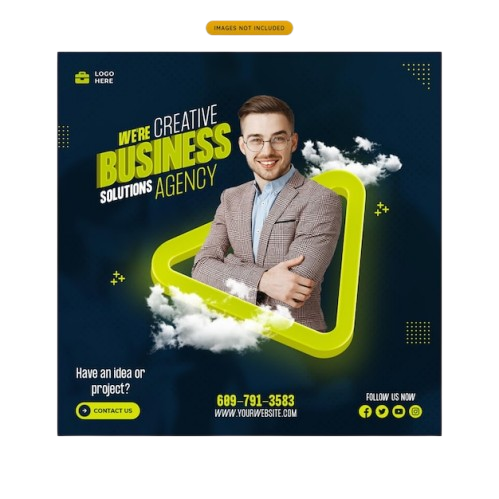 IMAGES NOT INCLUDED
LOGO
HERE
WE'RE CREATIVE
BUSINESS
SOLUTIONS AGENCY
Have an idea or
project?
CONTACT US
609-791-3583
WWW.YOURWEBSITE.COM
FOLLOW US NOW